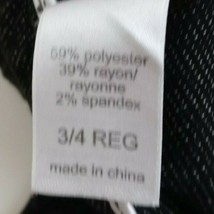 59% polyester
39% rayon/
rayonne
2% spandex
3/4 REG
made in china